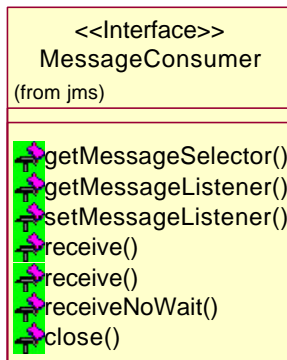 <<Interface>>
MessageConsumer
(from jms)
getMessageSelector()
getMessageListener()
setMessageListener()
receive()
receive()
receiveNoWait()
close()